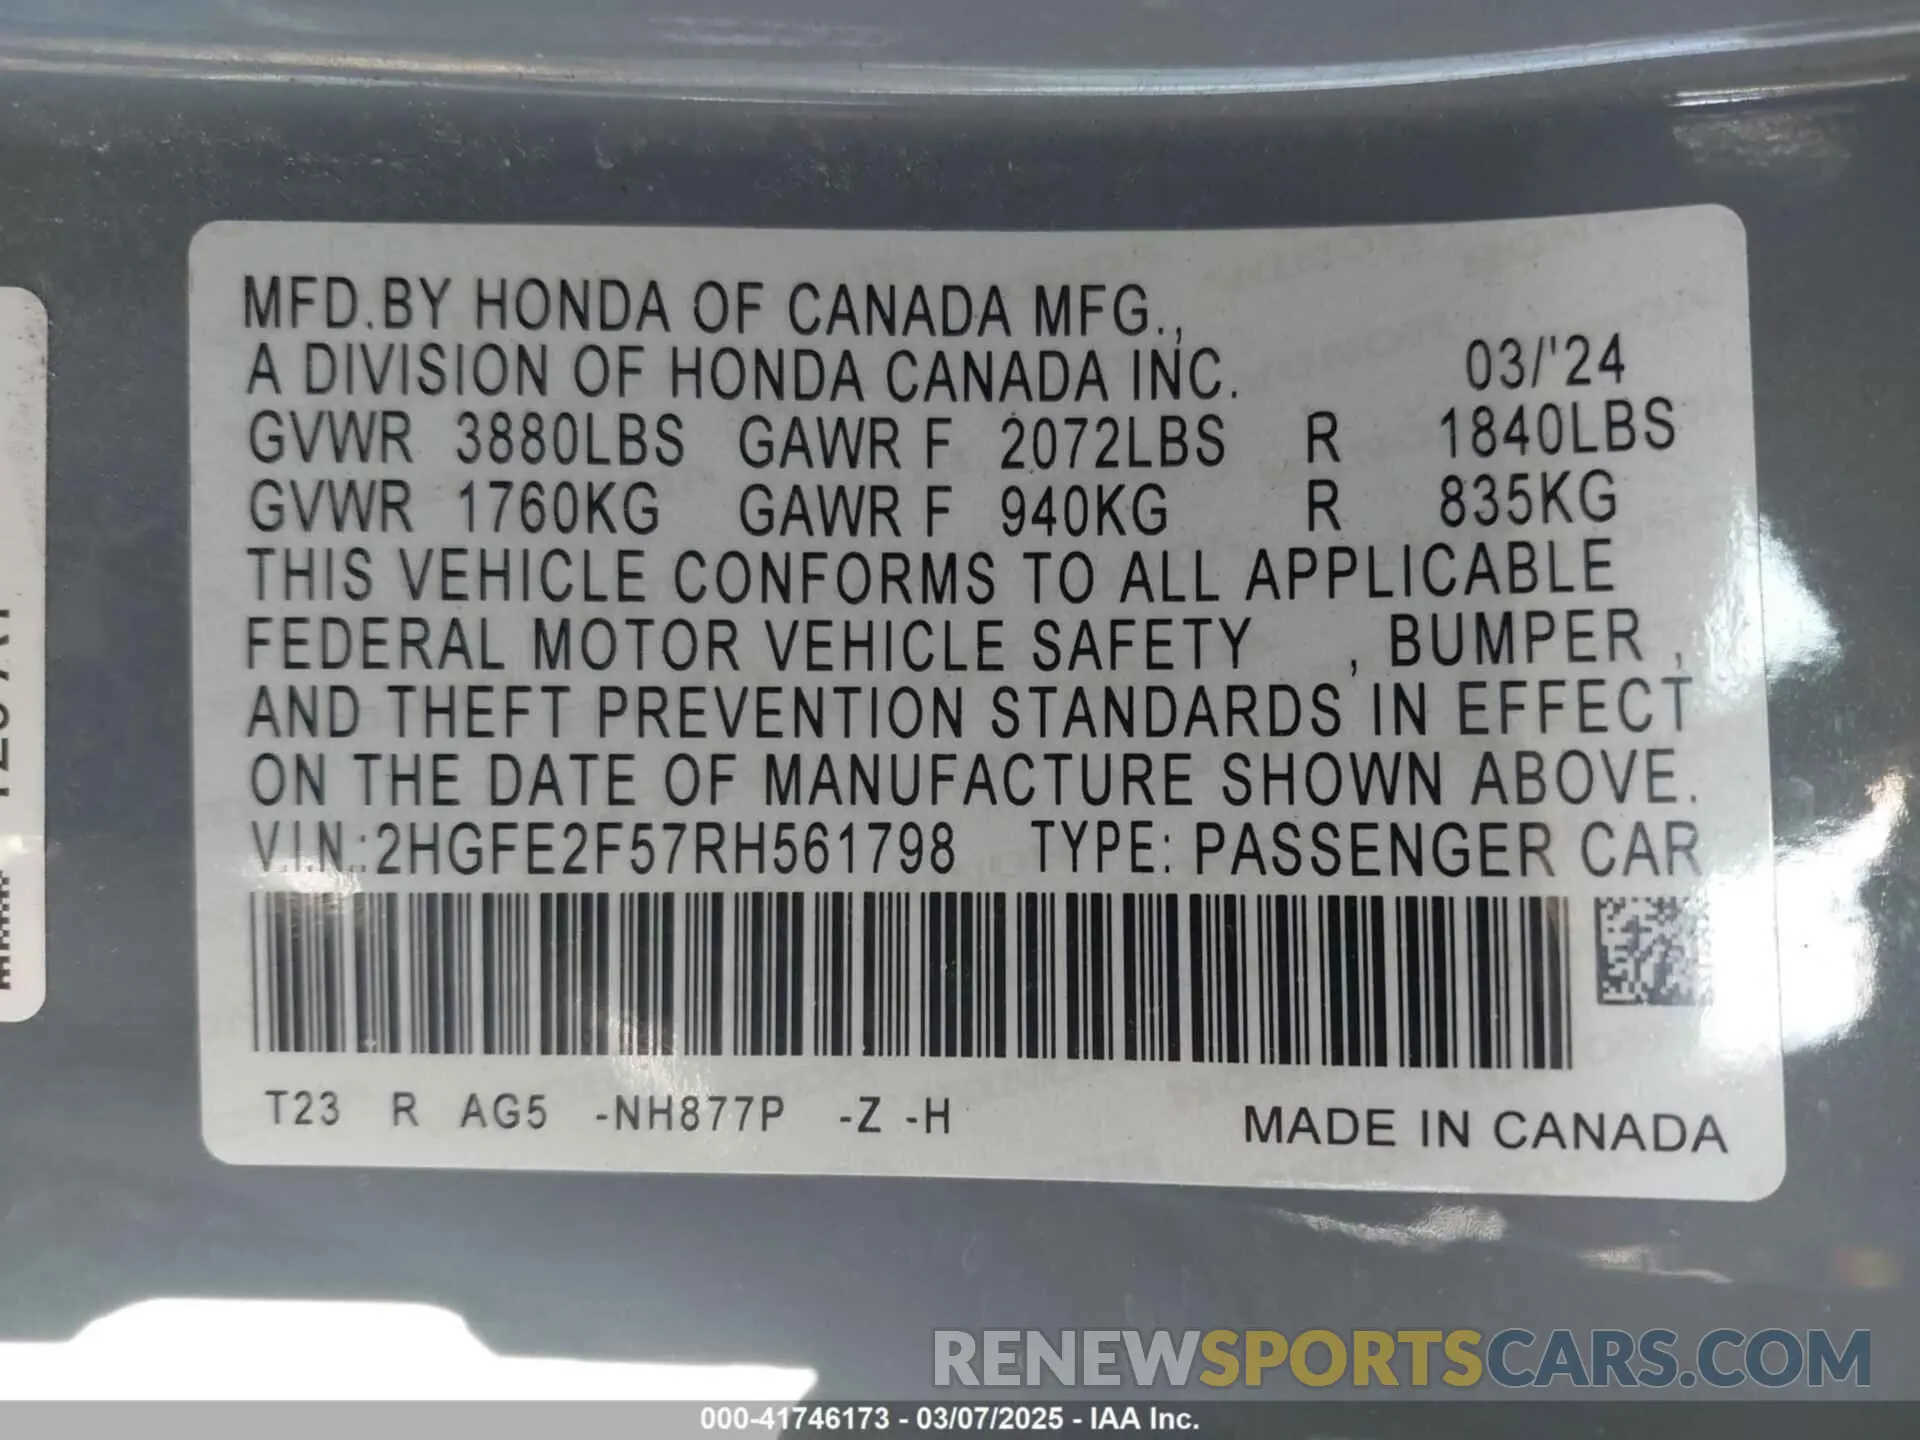 MFD.BY HONDA OF CANADA MFG.,
A DIVISION OF HONDA CANADA INC. 03/'24
GVWR 3880LBS GAWR F 2072LBS R 1840LBS
GVWR 1760KG GAWR F 940KG R 835KG
THIS VEHICLE CONFORMS TO ALL APPLICABLE
FEDERAL MOTOR VEHICLE SAFETY , BUMPER ,
AND THEFT PREVENTION STANDARDS IN EFFECT
ON THE DATE OF MANUFACTURE SHOWN ABOVE.
V.I.N.:2HGFE2F57RH561798 TYPE: PASSENGER CAR
T23 R AG5 -NH877P -Z -H MADE IN CANADA
RENEWSPORTSCARS.COM
000-41746173 - 03/07/2025 - IAA Inc.